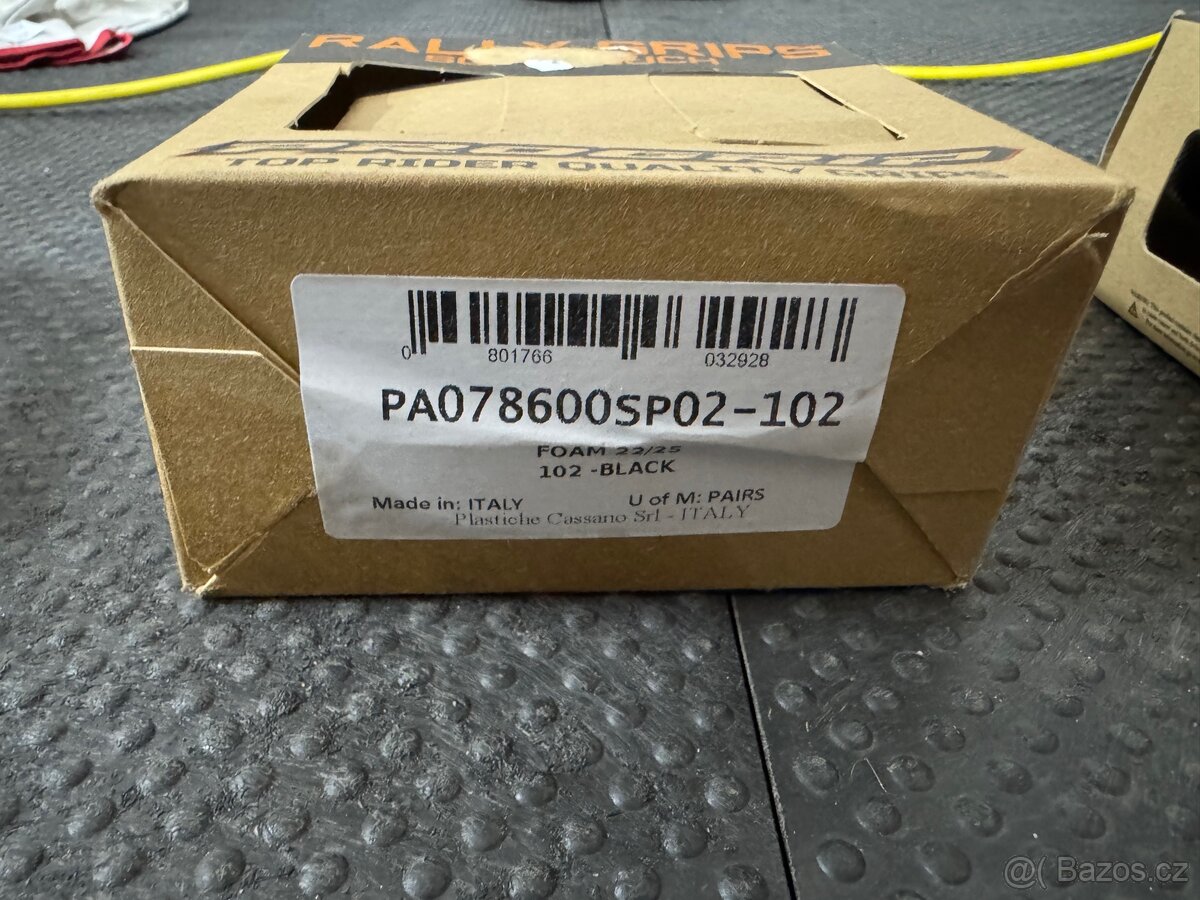 RALLY GRIPS
PROGRIP
TOP RIDER QUALITY GRIPS
0 801766 032928
PA078600SP02-102
FOAM 22/25
102 -BLACK
Made in: ITALY U of M: PAIRS
Plastiche Cassano Srl - ITALY
@( Bazos.cz